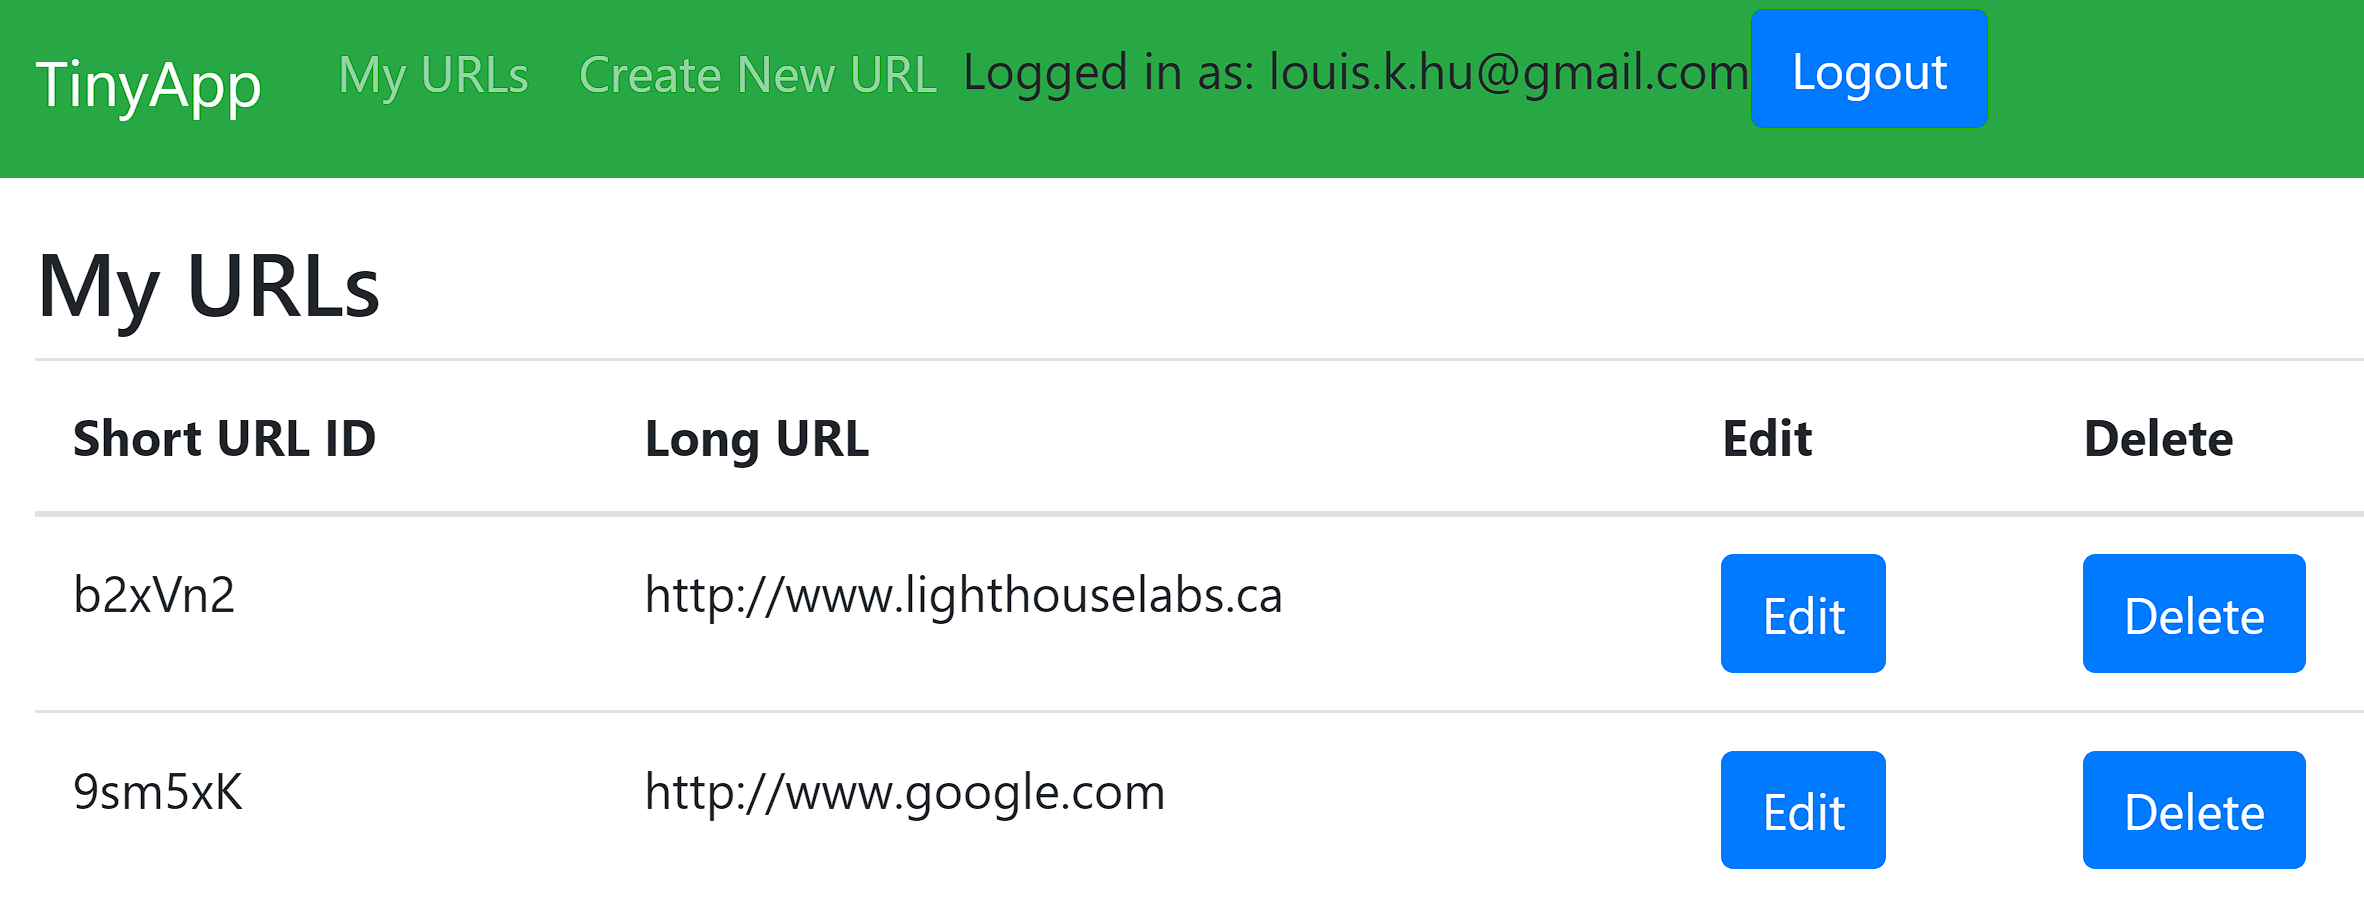 TinyApp My URLs Create New URL Logged in as: louis.k.hu@gmail.com Logout
My URLs
Short URL ID Long URL Edit Delete
b2xVn2 http://www.lighthouselabs.ca Edit Delete
9sm5xK http://www.google.com Edit Delete